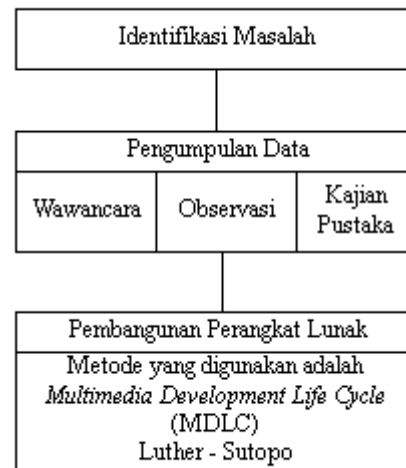 Identifikasi Masalah
Pengumpulan Data
Wawancara
Observasi
Kajian
Pustaka
Pembangunan Perangkat Lunak
Metode yang digunakan adalah
Multimedia Development Life Cycle
(MDLC)
Luther - Sutopo